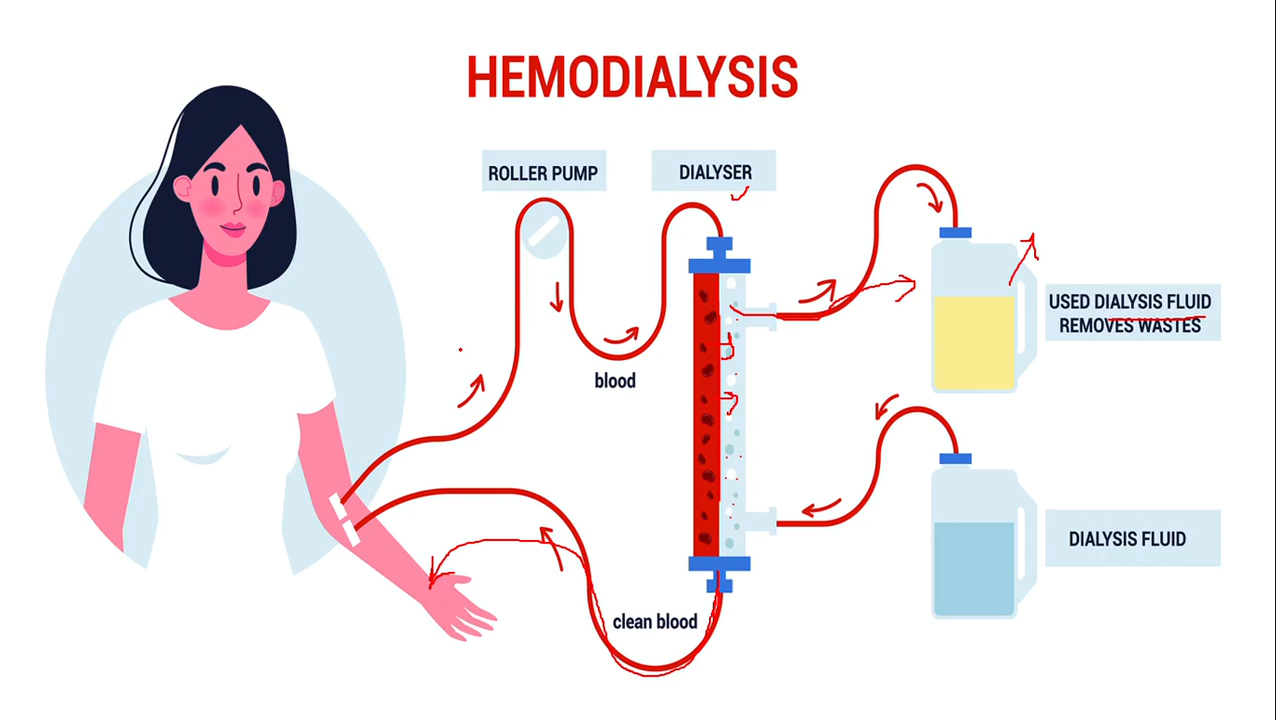 HEMODIALYSIS
ROLLER PUMP
DIALYSER
USED DIALYSIS FLUID
REMOVES WASTES
blood
DIALYSIS FLUID
clean blood